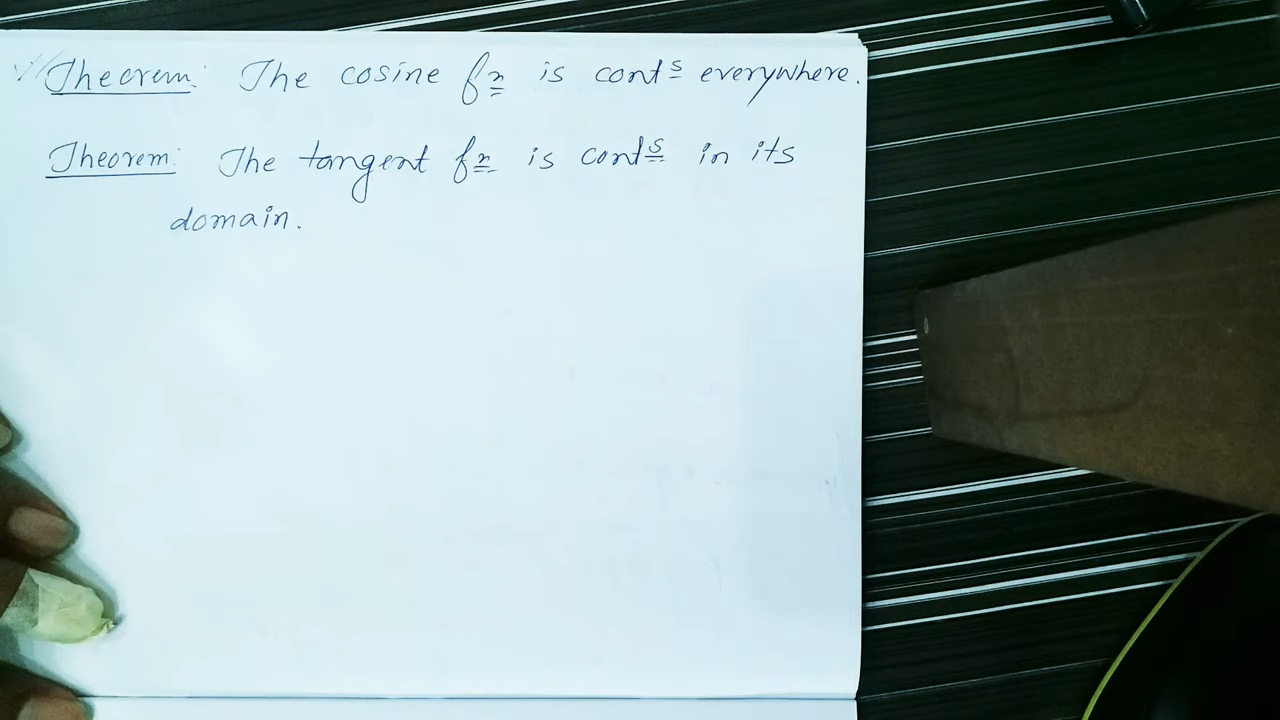 Theorem: The cosine fn is conts everywhere.
Theorem: The tangent fn is conts in its
domain.